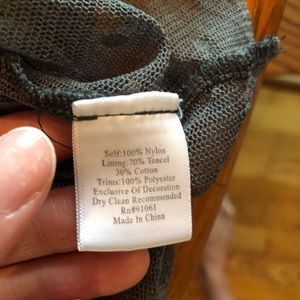 Self:100% Nylon
Lining:70% Tencel
30% Cotton
Trims:100% Polyester
Exclusive Of Decoration
Dry Clean Recommended
Rn#91061
Made In China